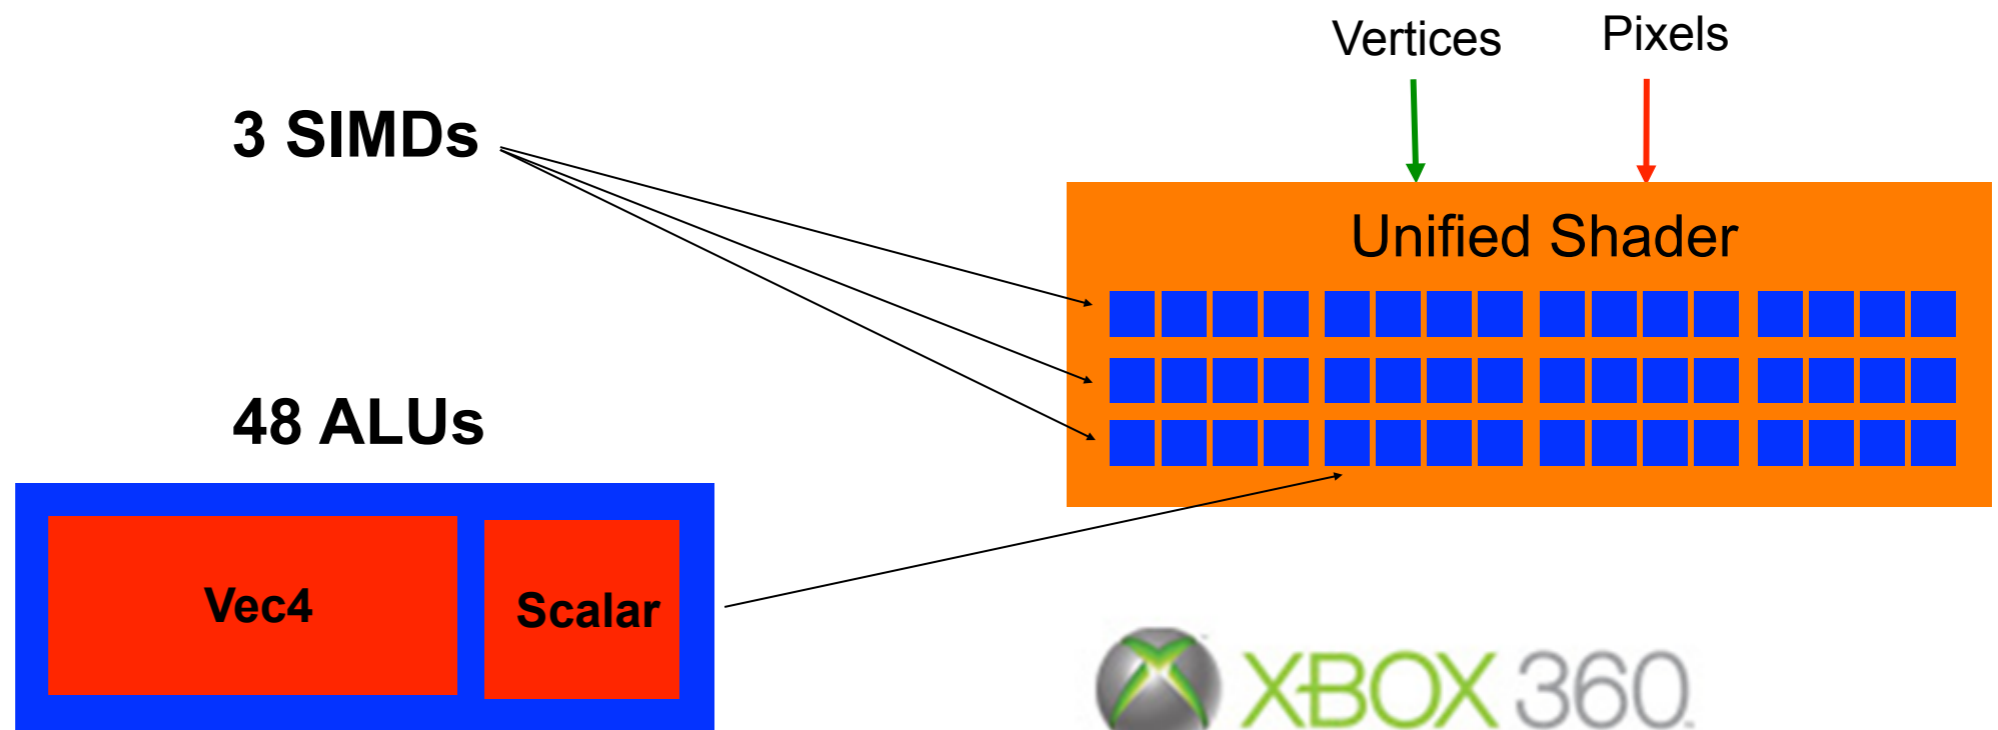 Vertices
Pixels
3 SIMDs
Unified Shader
48 ALUs
Vec4
Scalar
XBOX 360